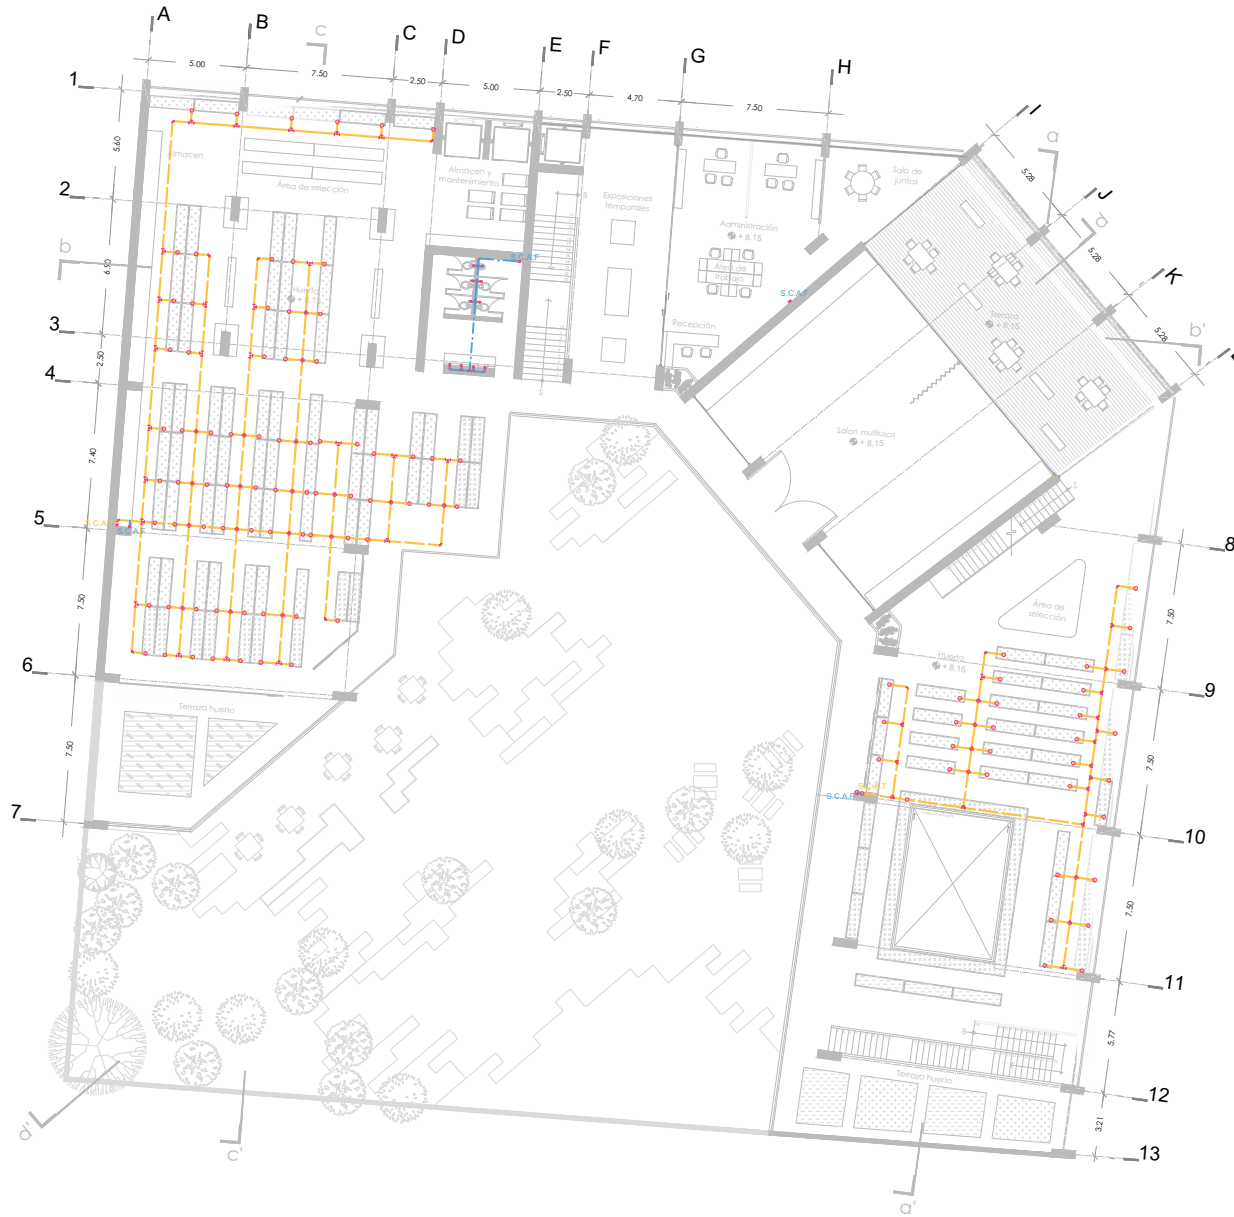 A
B
C
D
E
F
G
H
I
J
K
c
a
d
b
b'
5.00
7.50
2.50
5.00
2.50
4.70
7.50
5.28
5.28
5.28
1
2
3
4
5
6
7
5.60
6.90
2.50
7.40
7.50
7.50
Almacen
Área de selección
Almacen y
mantenimiento
Exposiciones
temporales
B
Sala de
juntas
Administración
+ 8.15
Área de
trabajo
Recepción
S.C.A.F
S.C.A.F
Huerto
+ 8.15
Terraza
+ 8.15
Salon multiusos
+ 8.15
S
S
S.C.A.F
Terraza huerto
Área de
selección
Huerto
+ 8.15
S.C.A.F
8
9
10
11
12
13
7.50
7.50
7.50
5.77
3.21
B
Terraza huerto
d'
c'
a'